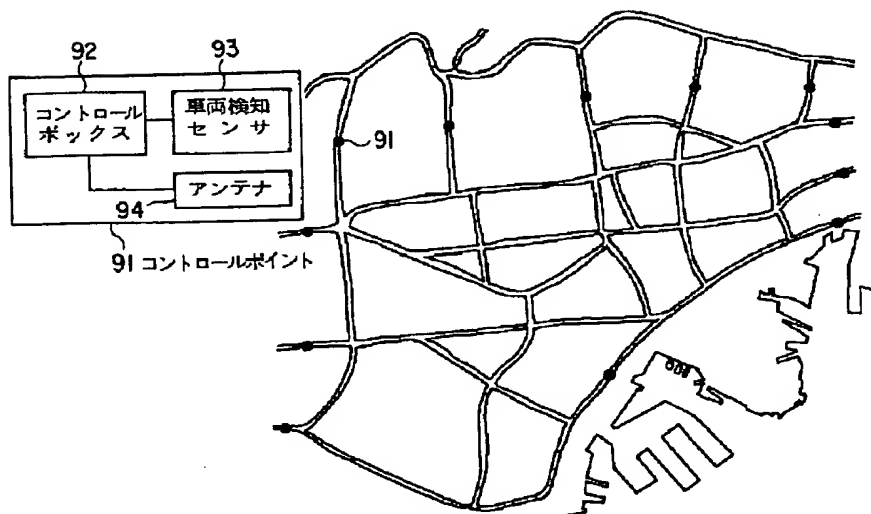 92
93
コントロール
ボックス
車両検知
センサ
アンテナ
94
91
91 コントロールポイント